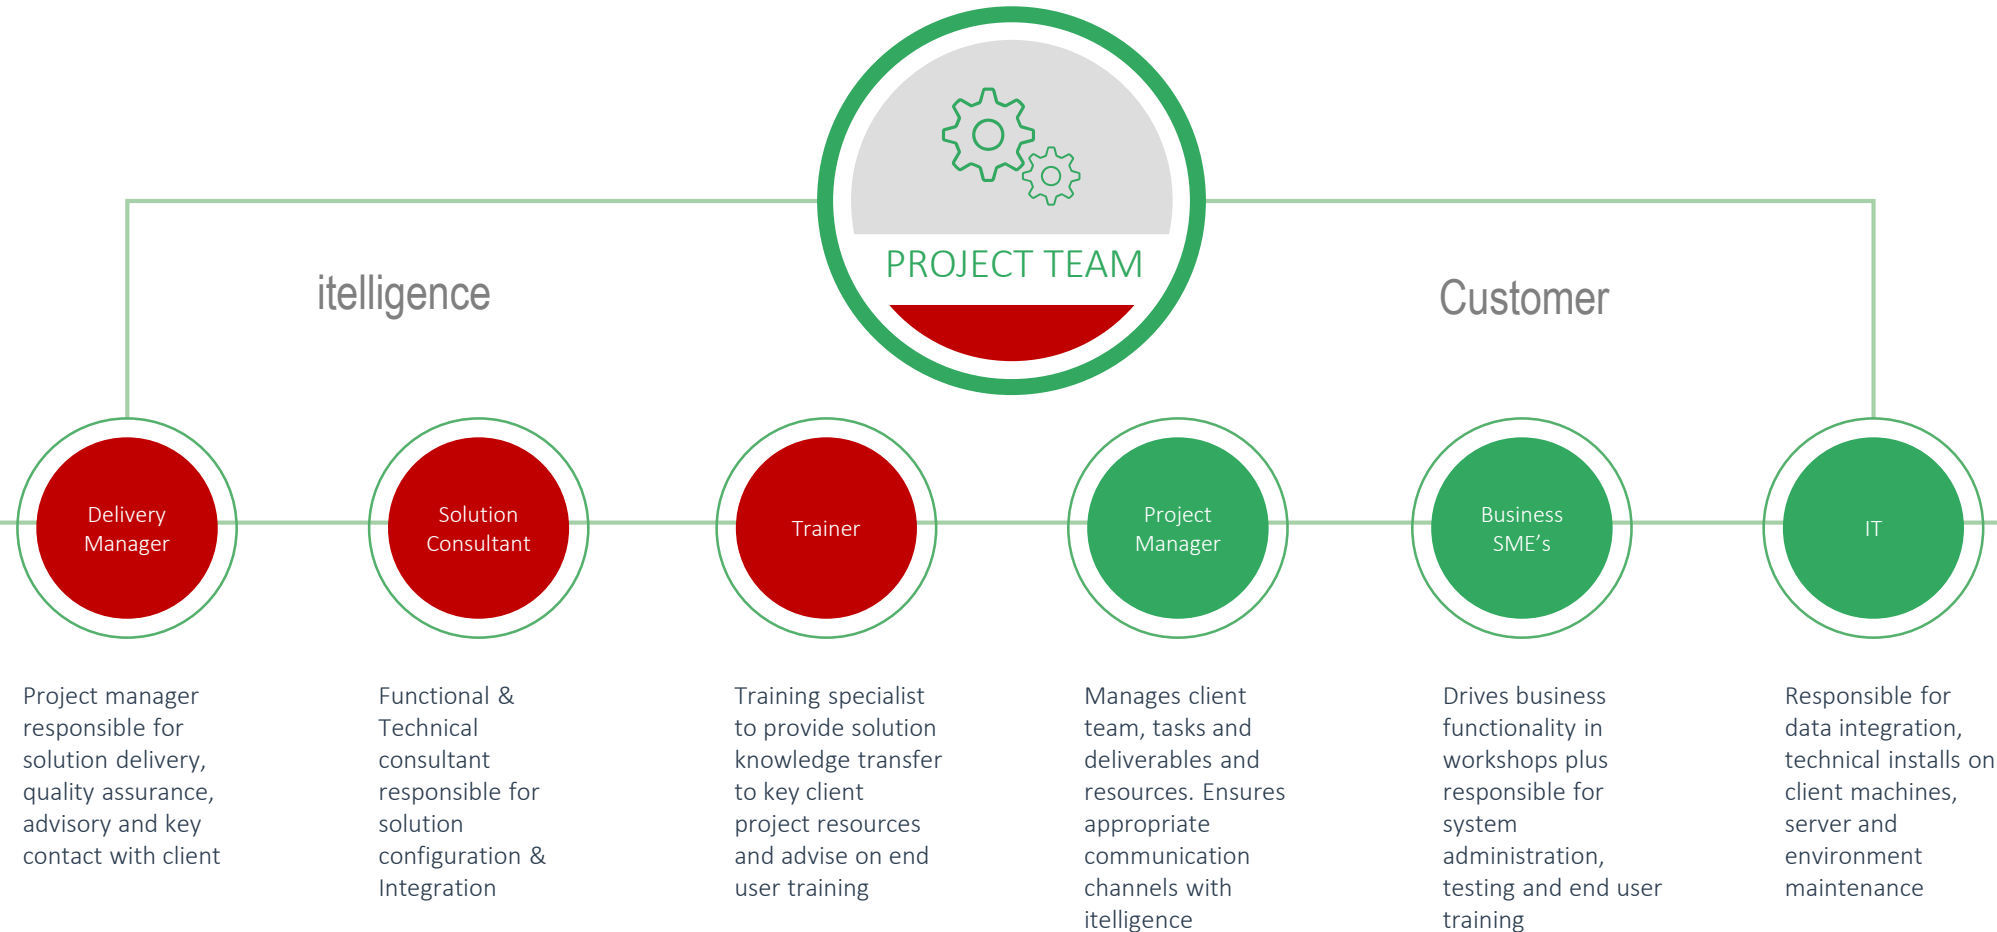 PROJECT TEAM
itelligence
Customer
Delivery
Manager
Solution
Consultant
Trainer
Project
Manager
Business
SME’s
IT
Project manager
responsible for
solution delivery,
quality assurance,
advisory and key
contact with client
Functional &
Technical
consultant
responsible for
solution
configuration &
Integration
Training specialist
to provide solution
knowledge transfer
to key client
project resources
and advise on end
user training
Manages client
team, tasks and
deliverables and
resources. Ensures
appropriate
communication
channels with
itelligence
Drives business
functionality in
workshops plus
responsible for
system
administration,
testing and end user
training
Responsible for
data integration,
technical installs on
client machines,
server and
environment
maintenance